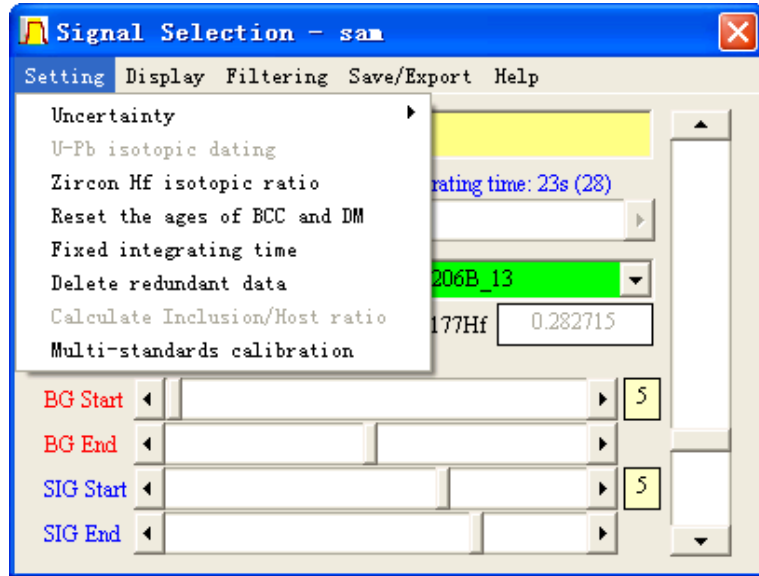 Signal Selection - sam
Setting Display Filtering Save/Export Help
Uncertainty
U-Pb isotopic dating
Zircon Hf isotopic ratio
rating time: 23s (28)
Reset the ages of BCC and DM
Fixed integrating time
Delete redundant data
206B_13
Calculate Inclusion/Host ratio
177Hf 0.282715
Multi-standards calibration
BG Start 5
BG End
SIG Start 5
SIG End